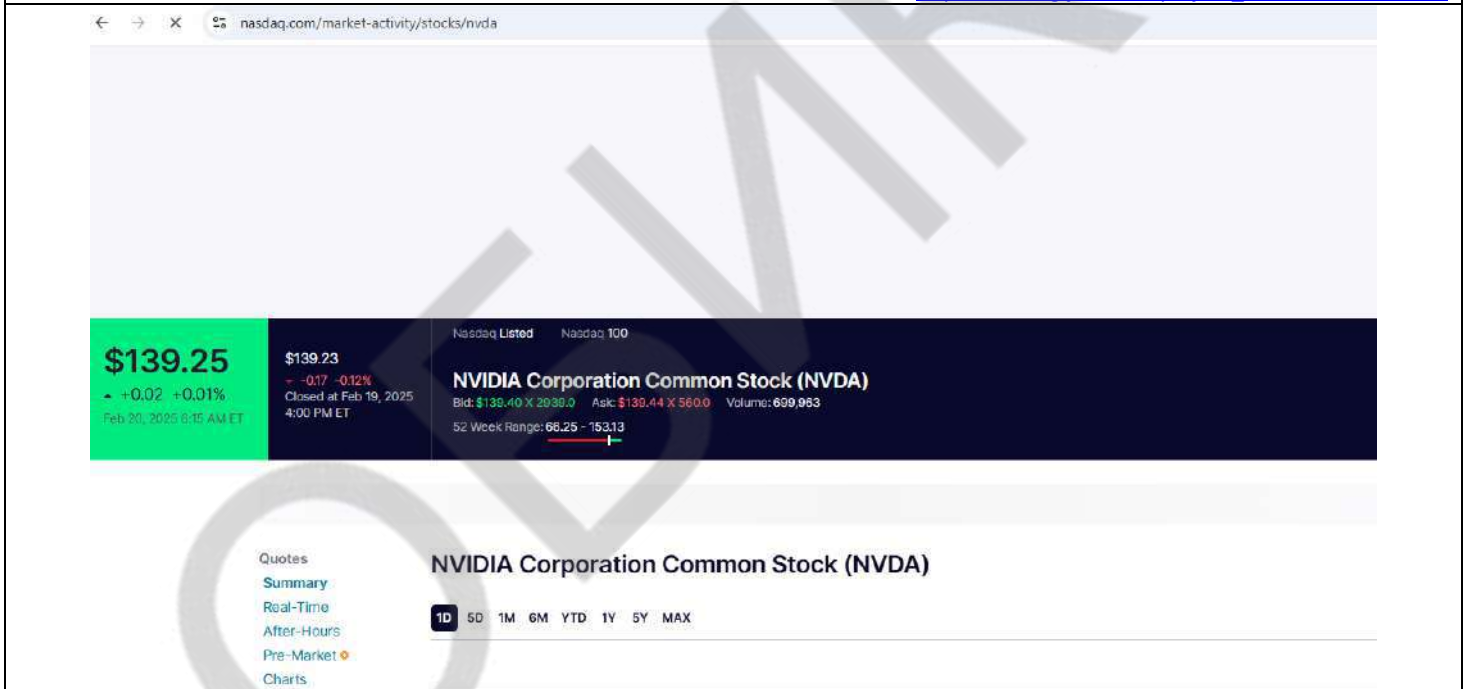 nasdaq.com/market-activity/stocks/nvda
Nasdaq Listed Nasdaq 100
$139.25
+0.02 +0.01%
Feb 20, 2025 6:15 AM ET
$139.23
-0.17 -0.12%
Closed at Feb 19, 2025
4:00 PM ET
NVIDIA Corporation Common Stock (NVDA)
Bid: $139.40 X 2939.0 Ask: $139.44 X 560.0 Volume: 699,963
52 Week Range: 66.25 - 153.13
Quotes
Summary
Real-Time
After-Hours
Pre-Market
Charts
NVIDIA Corporation Common Stock (NVDA)
1D 5D 1M 6M YTD 1Y 5Y MAX